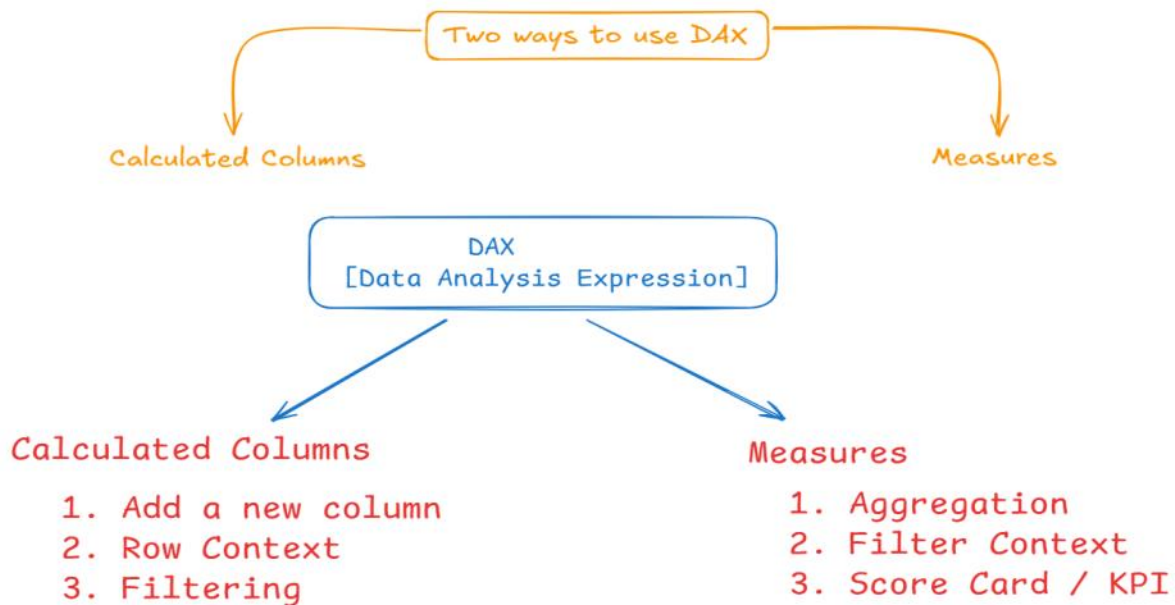 Two ways to use DAX
Calculated Columns
Measures
DAX
[Data Analysis Expression]
Calculated Columns
1. Add a new column
2. Row Context
3. Filtering
Measures
1. Aggregation
2. Filter Context
3. Score Card / KPI